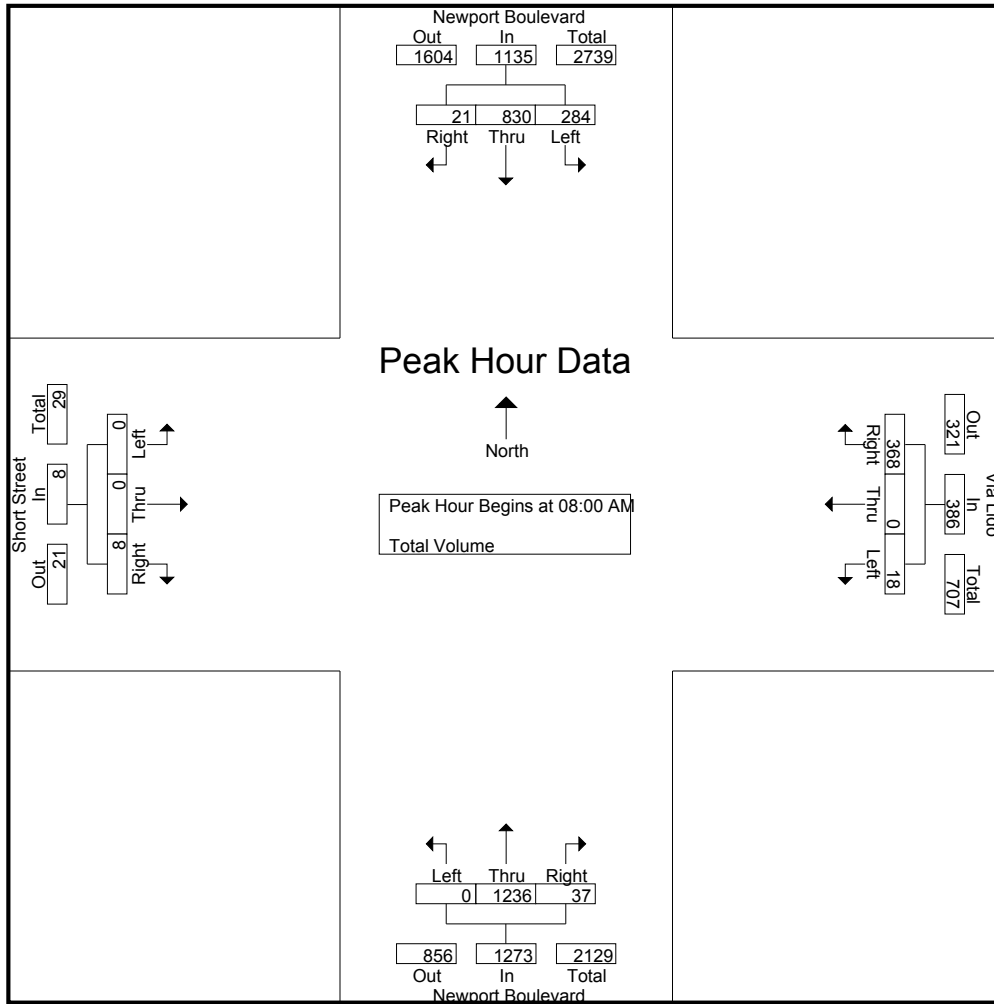 Newport Boulevard
Out In Total
1604 1135 2739
21 830 284
Right Thru Left
Peak Hour Data
North
Peak Hour Begins at 08:00 AM
Total Volume
Short Street
Out In Total
21 8 29
Left Thru Right
0 0 8
Out In Total
321 386 707
Right Thru Left
368 0 18
Via
Left Thru Right
0 1236 37
856 1273 2129
Out In Total
Newport Boulevard